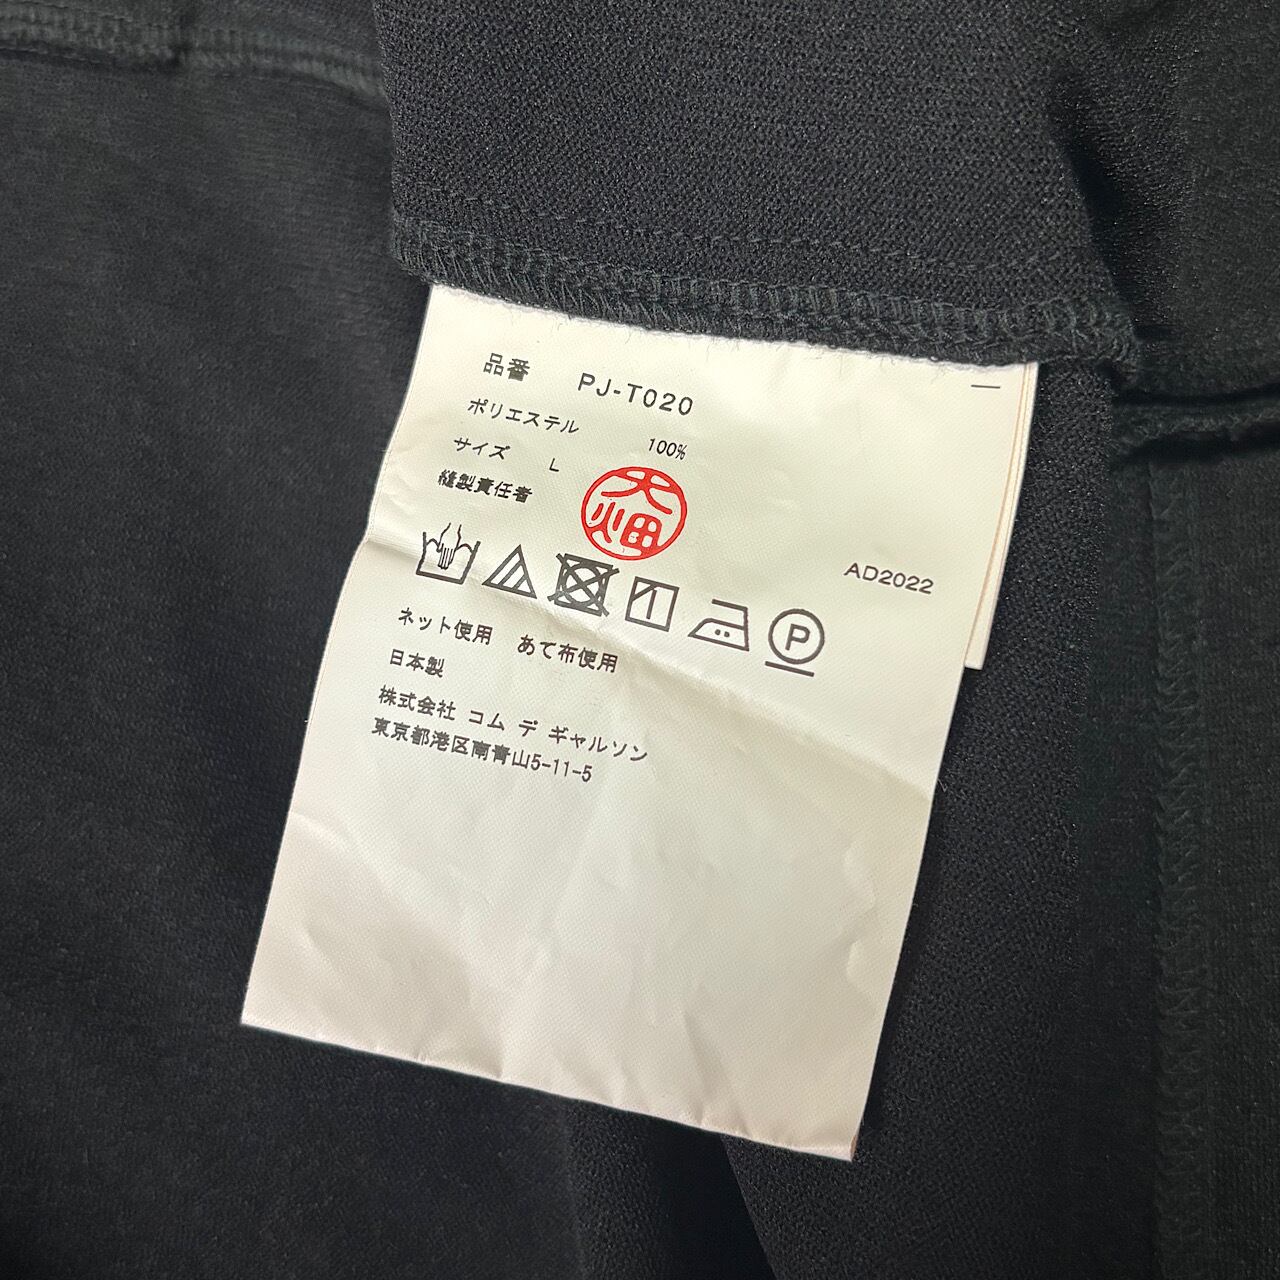 品番 PJ-T020
ポリエステル 100%
サイズ L
縫製責任者
大畑
AD2022
P
ネット使用 あて布使用
日本製
株式会社 コム デ ギャルソン
東京都港区南青山5-11-5